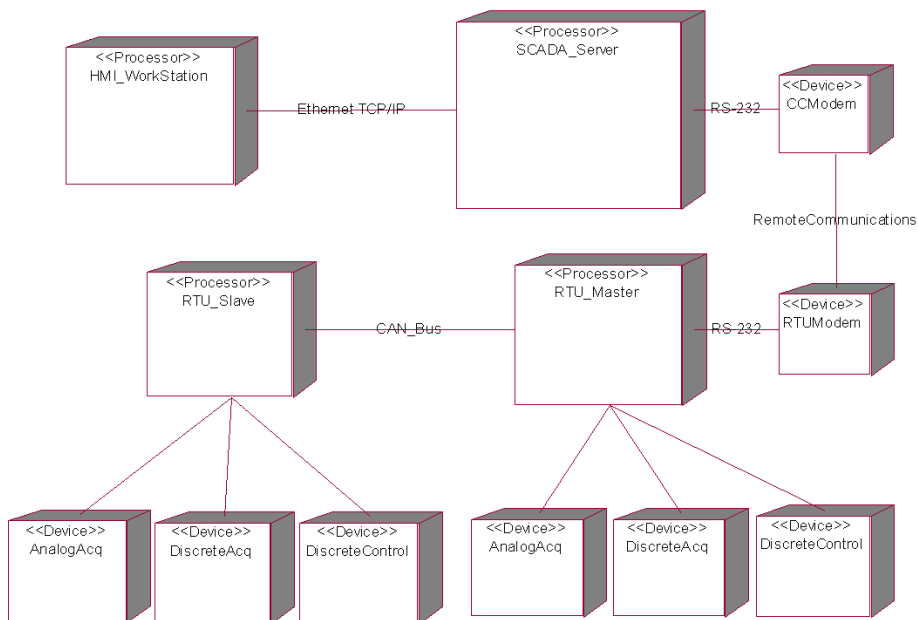 <<Processor>>
HMI_WorkStation
Ethernet TCP/IP
<<Processor>>
SCADA_Server
RS-232
<<Device>>
CCModem
RemoteCommunications
<<Processor>>
RTU_Slave
CAN_Bus
<<Processor>>
RTU_Master
RS-232
<<Device>>
RTUModem
<<Device>>
AnalogAcq
<<Device>>
DiscreteAcq
<<Device>>
DiscreteControl
<<Device>>
AnalogAcq
<<Device>>
DiscreteAcq
<<Device>>
DiscreteControl